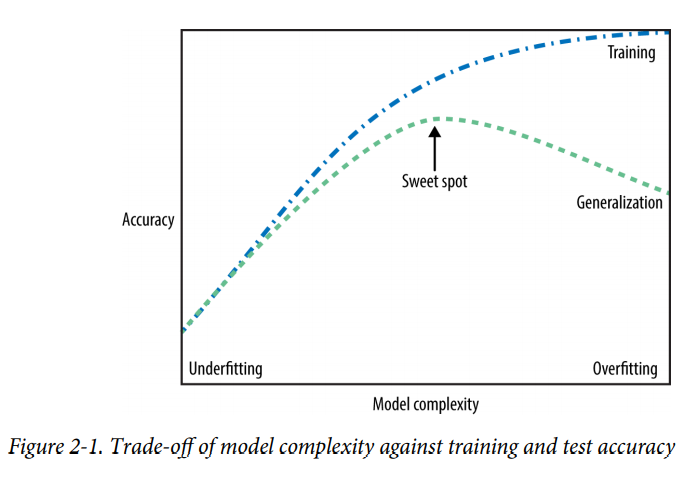 Training
Sweet spot
Generalization
Accuracy
Underfitting
Overfitting
Model complexity
Figure 2-1. Trade-off of model complexity against training and test accuracy